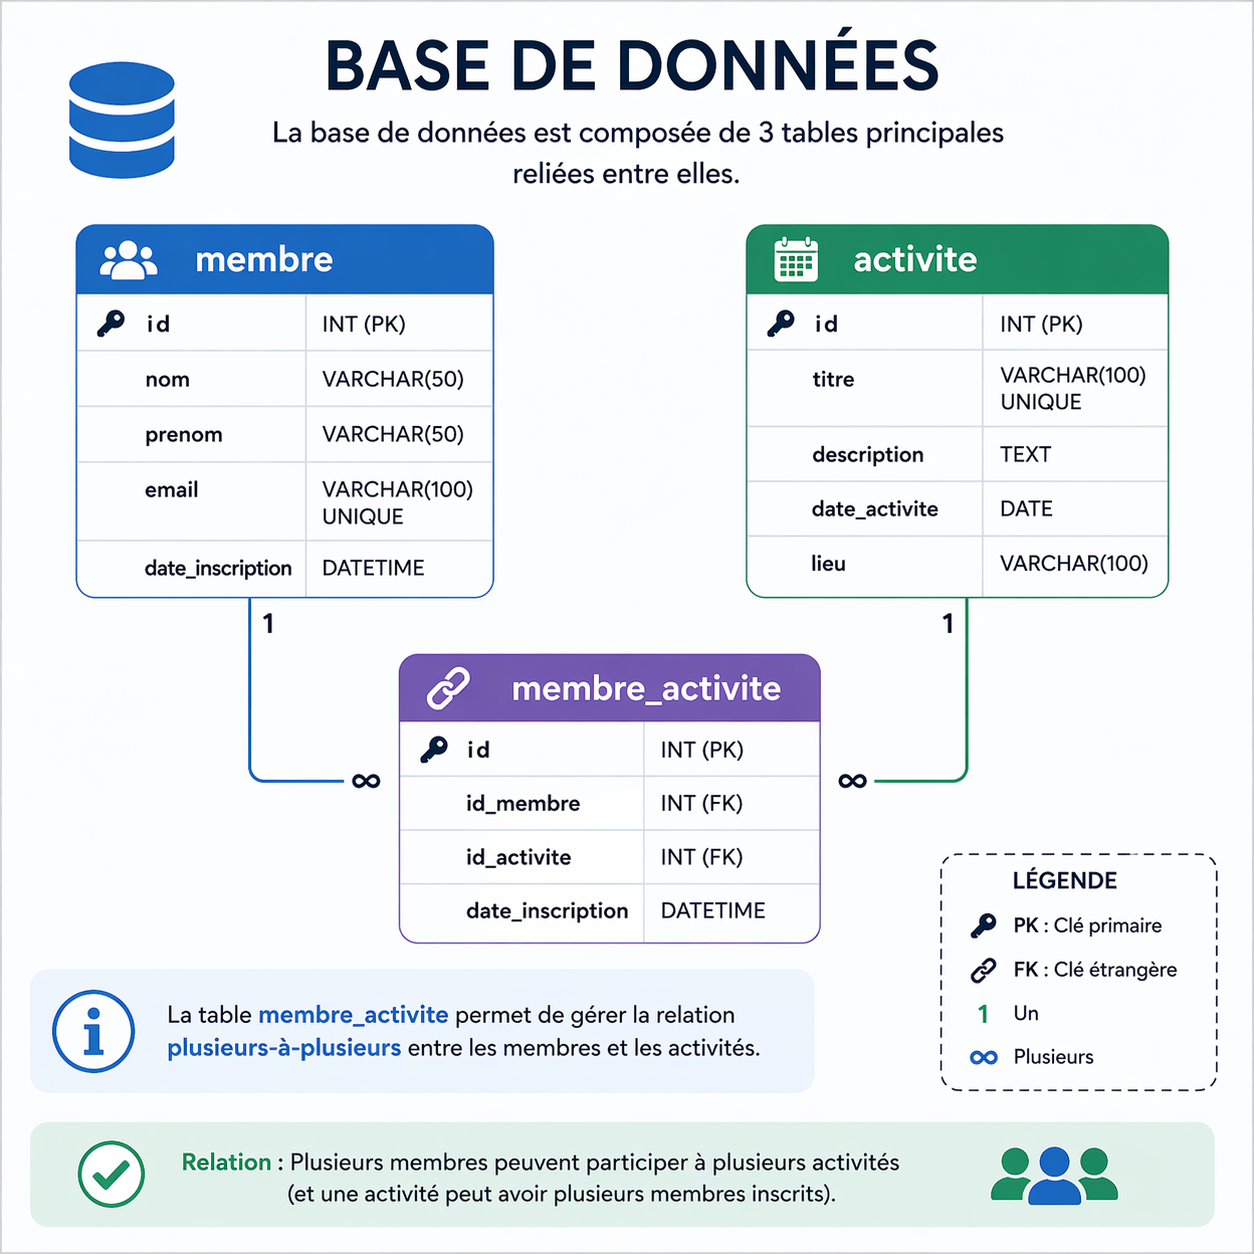 BASE DE DONNÉES
La base de données est composée de 3 tables principales
reliées entre elles.
membre
id INT (PK)
nom VARCHAR(50)
prenom VARCHAR(50)
email VARCHAR(100)
UNIQUE
date_inscription DATETIME
1
activite
id INT (PK)
titre VARCHAR(100)
UNIQUE
description TEXT
date_activite DATE
lieu VARCHAR(100)
1
membre_activite
id INT (PK)
∞ ∞
id_membre INT (FK)
id_activite INT (FK)
date_inscription DATETIME
LÉGENDE
PK : Clé primaire
FK : Clé étrangère
1 Un
∞ Plusieurs
La table membre_activite permet de gérer la relation
plusieurs-à-plusieurs entre les membres et les activités.
Relation : Plusieurs membres peuvent participer à plusieurs activités
(et une activité peut avoir plusieurs membres inscrits).